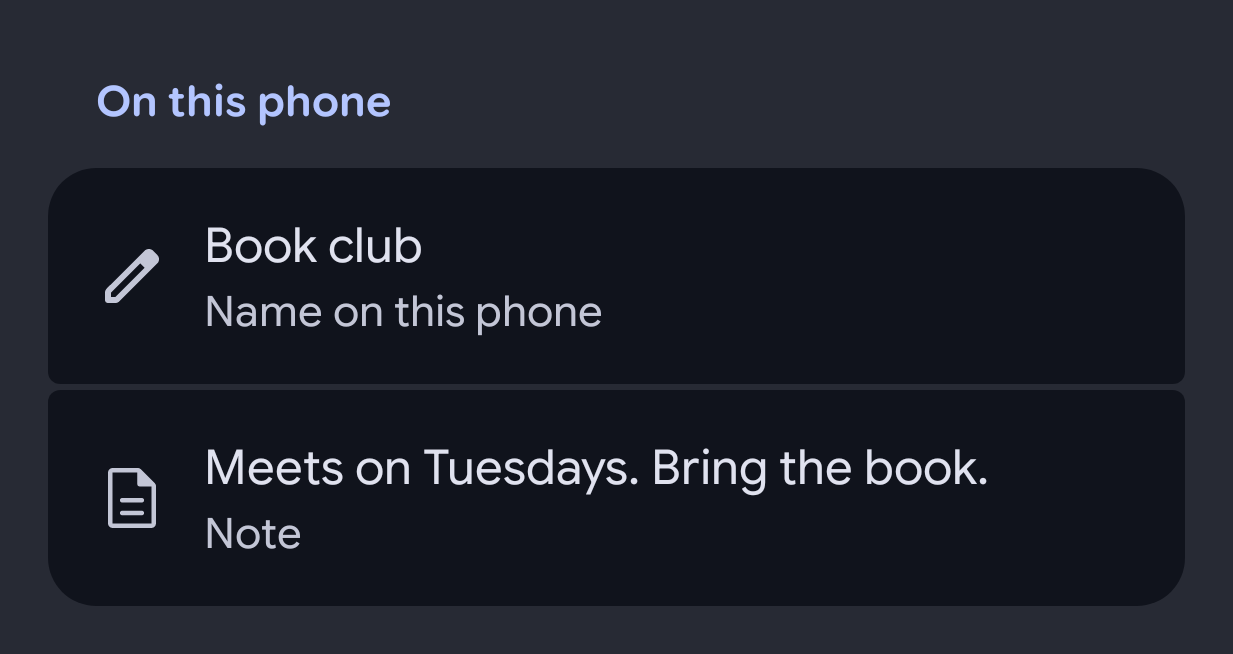 On this phone
Book club
Name on this phone
Meets on Tuesdays. Bring the book.
Note